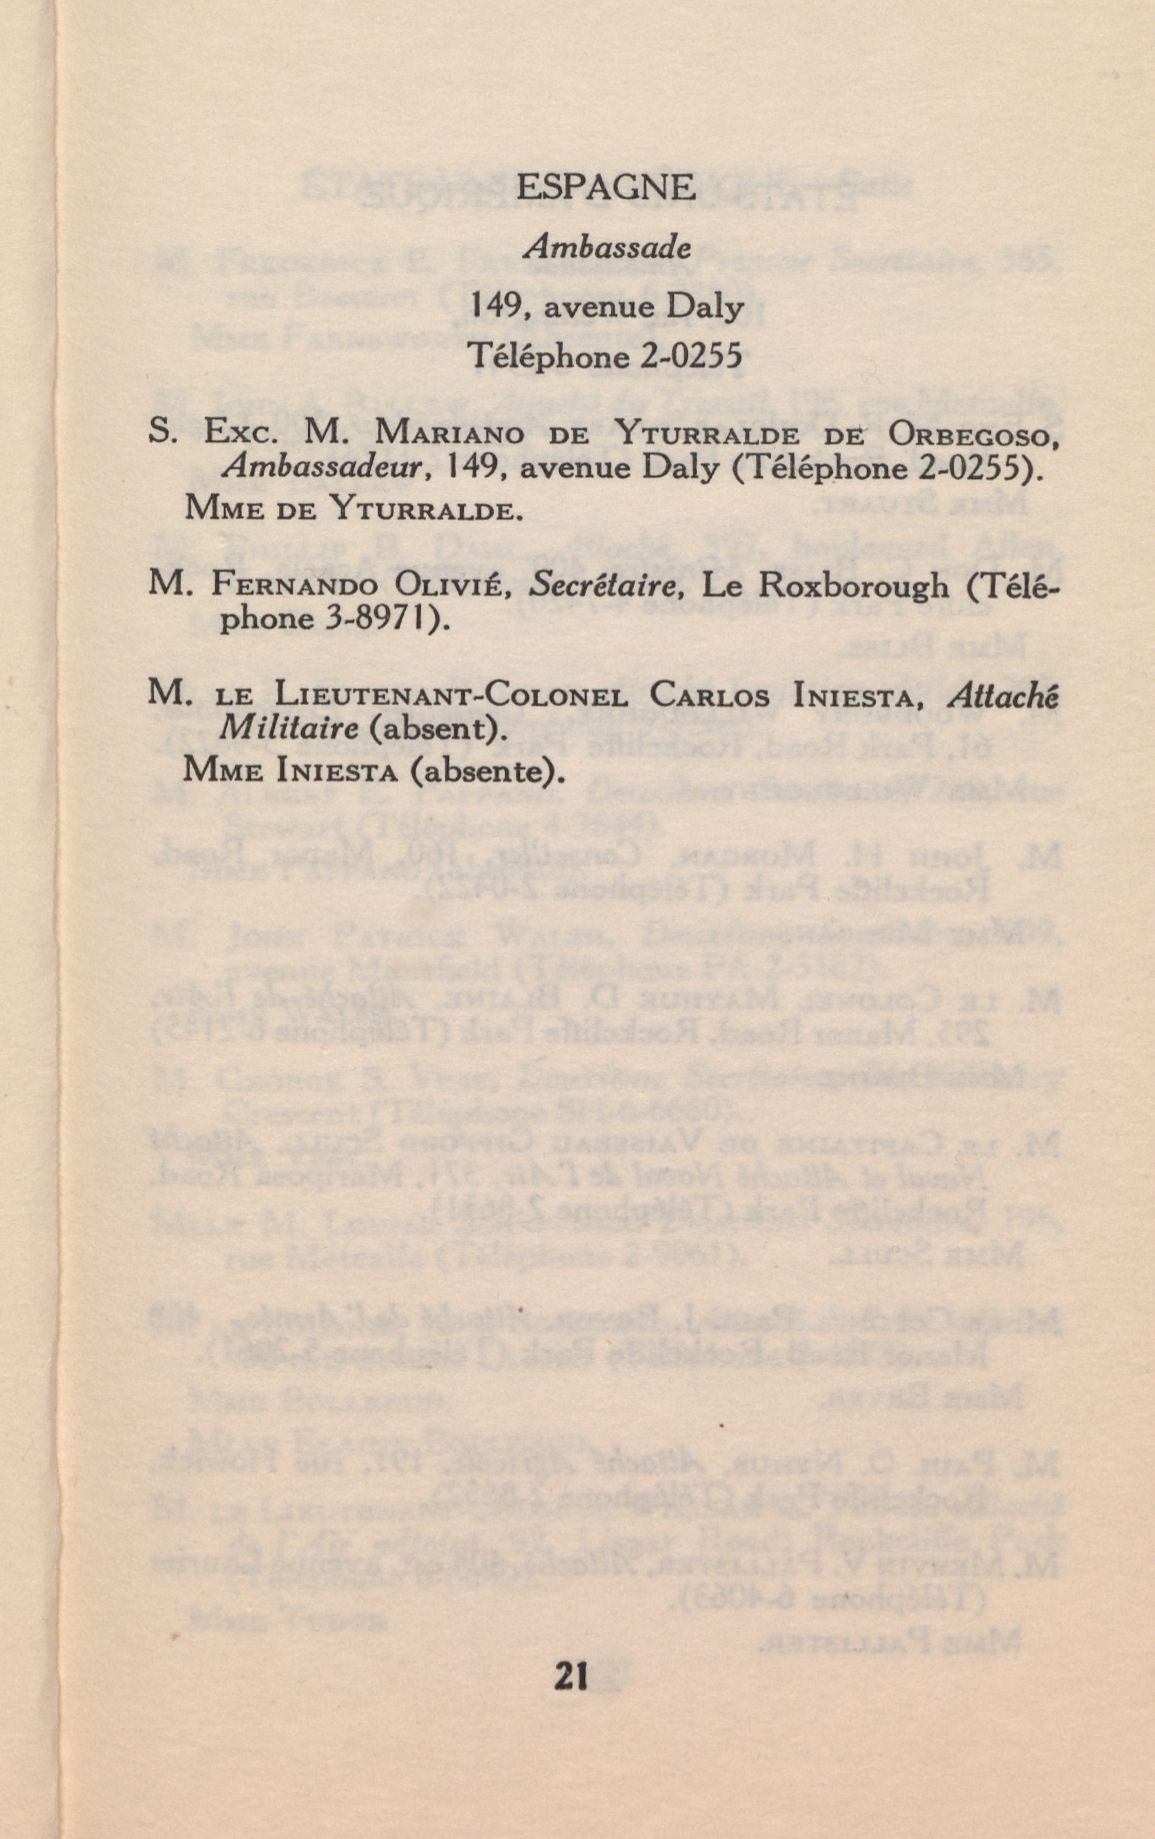 ESPAGNE
Ambassade
149, avenue Daly
Téléphone 2-0255
S. Exc. M. Mariano de Yturralde de Orbegoso,
Ambassadeur, 149, avenue Daly (Téléphone 2-0255).
Mme de Yturralde.
M. Fernando Olivié, Secrétaire, Le Roxborough (Télé-
phone 3-8971).
M. le Lieutenant-Colonel Carlos Iniesta, Attaché
Militaire (absent).
Mme Iniesta (absente).
21